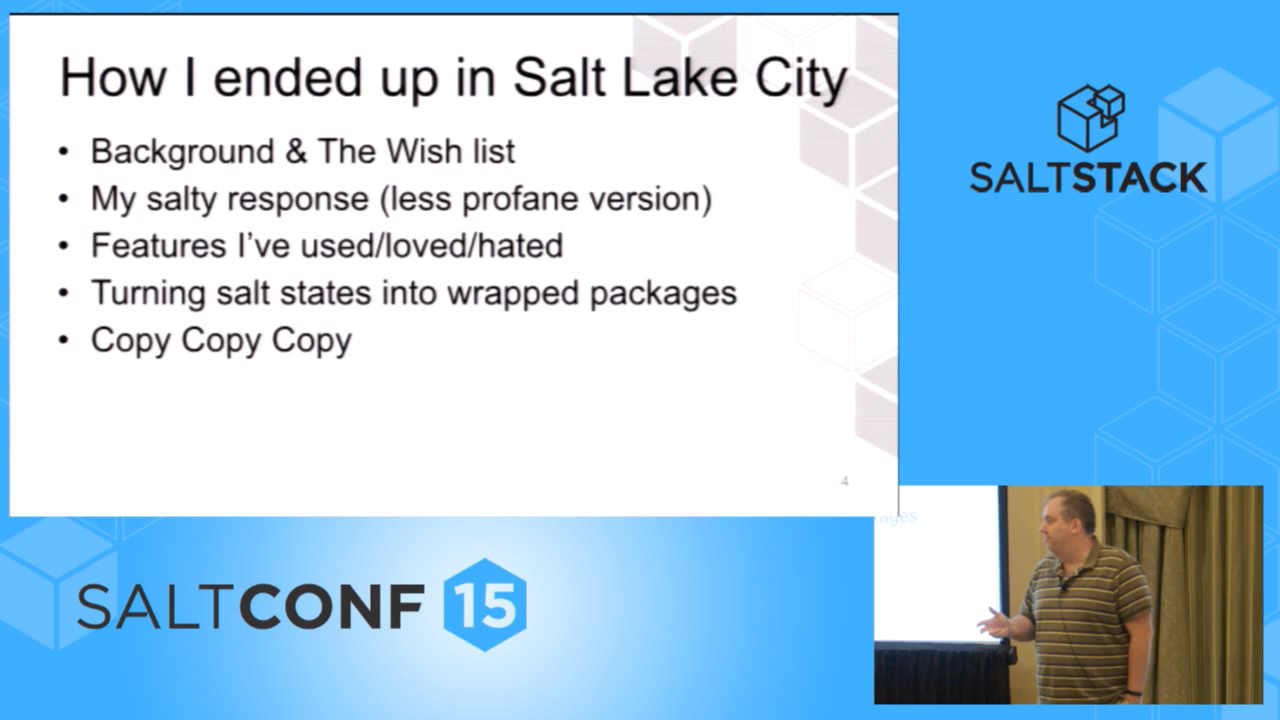 How I ended up in Salt Lake City
• Background & The Wish list
• My salty response (less profane version)
• Features I've used/loved/hated
• Turning salt states into wrapped packages
• Copy Copy Copy
4
SALTSTACK
SALTCONF 15